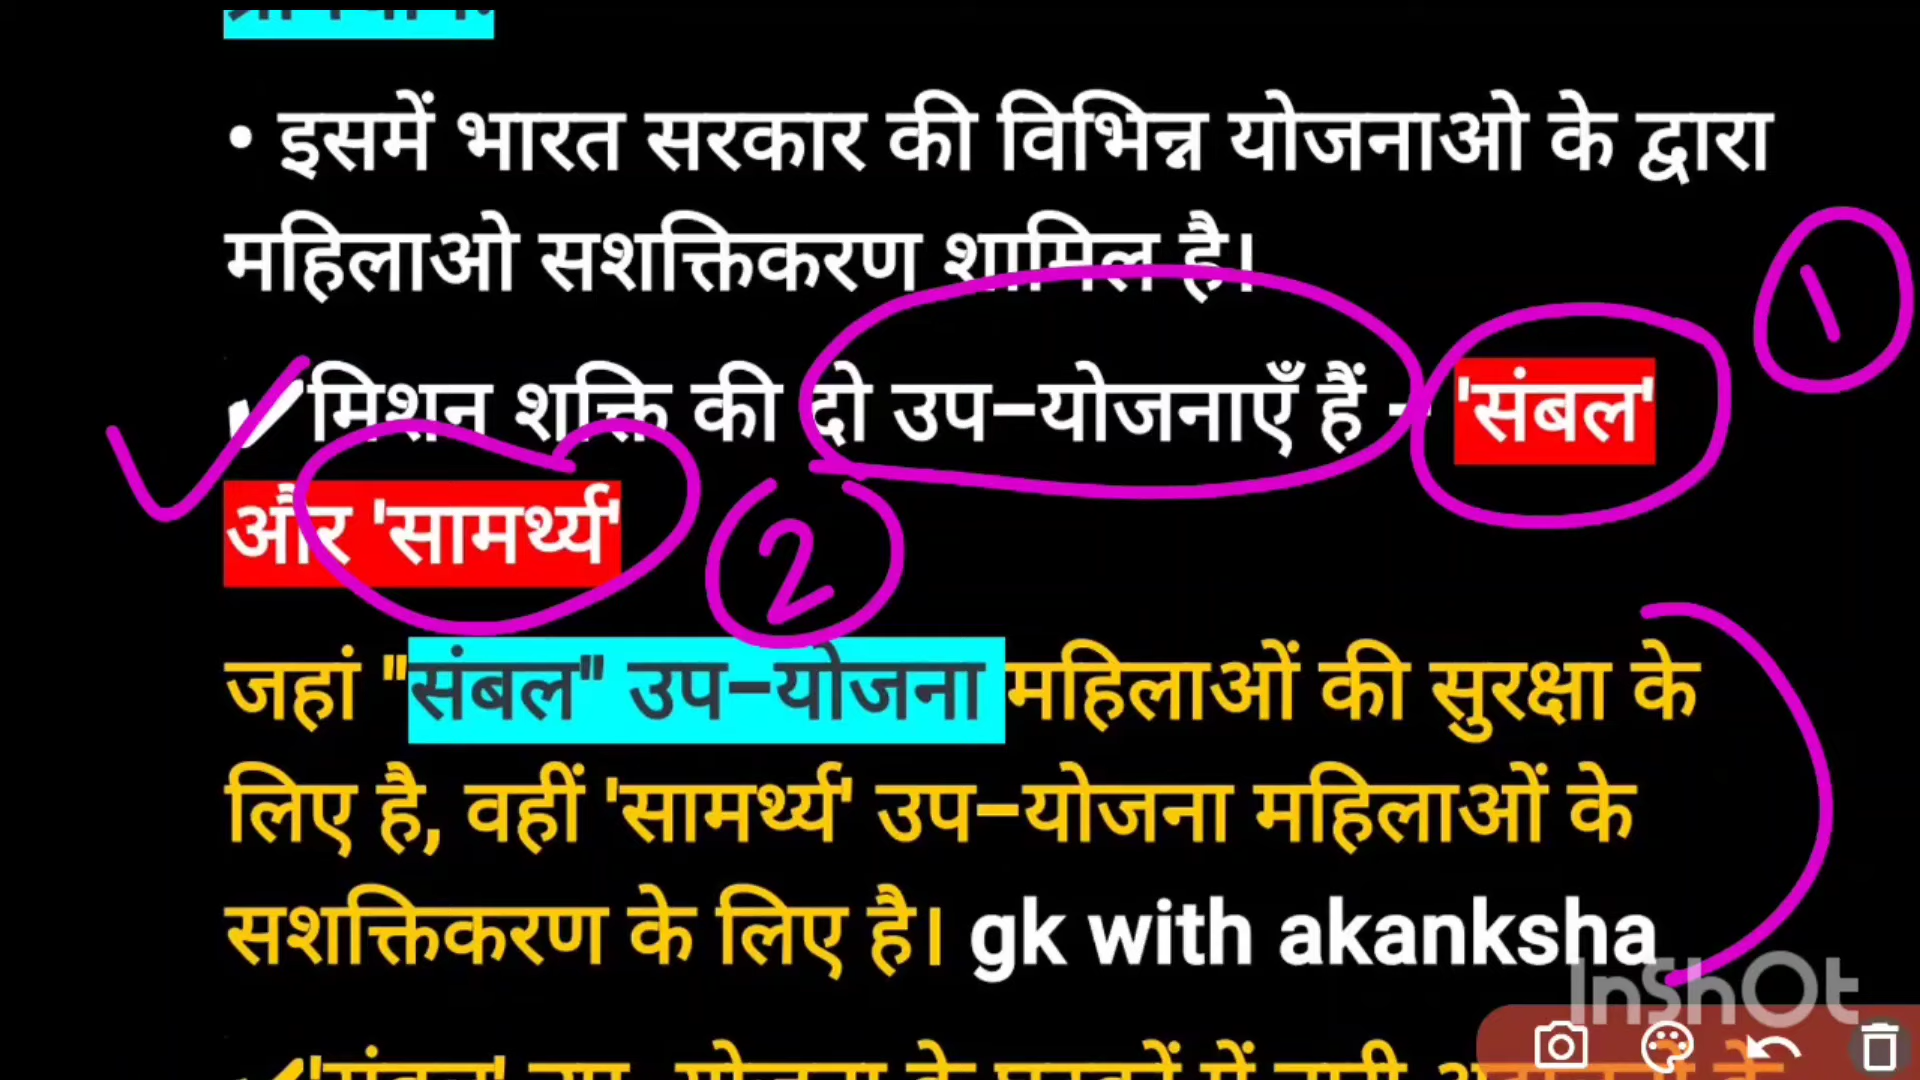 • इसमें भारत सरकार की विभिन्न योजनाओ के द्वारा
महिलाओ सशक्तिकरण शामिल है।
1
✔मिशन शक्ति की दो उप–योजनाएँ हैं - 'संबल'
और 'सामर्थ्य'
2
जहां "संबल" उप–योजना महिलाओं की सुरक्षा के
लिए है, वहीं 'सामर्थ्य' उप–योजना महिलाओं के
सशक्तिकरण के लिए है। gk with akanksha
InShOt